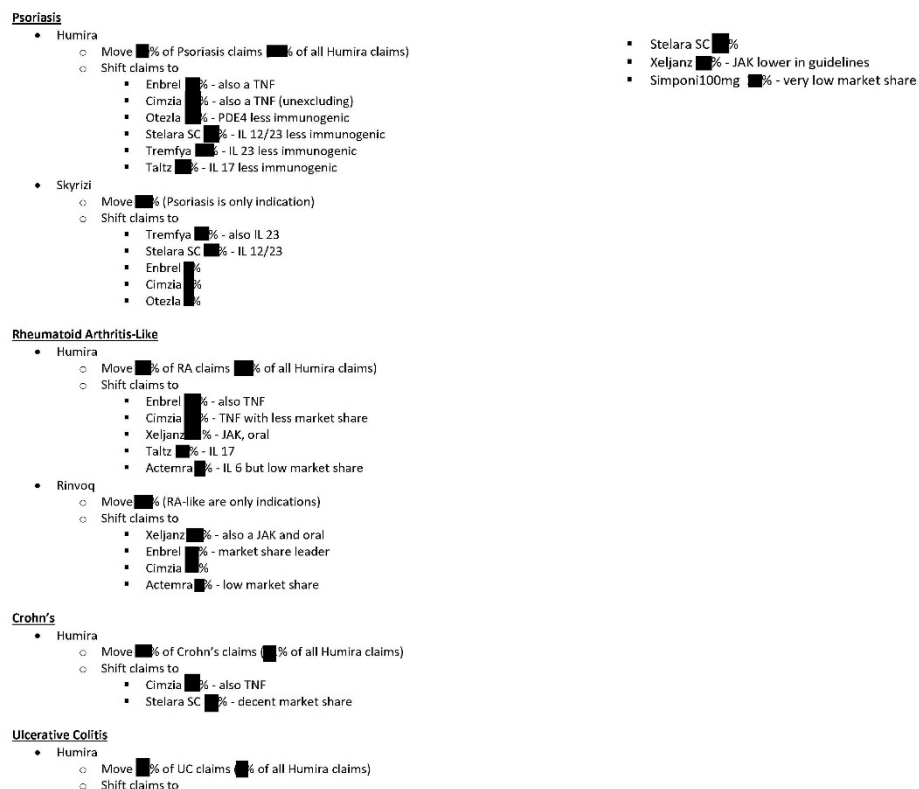 Psoriasis
• Humira
o Move % of Psoriasis claims % of all Humira claims)
o Shift claims to
▪ Enbrel % - also a TNF
▪ Cimzia % - also a TNF (unexcluding)
▪ Otezla % - PDE4 less immunogenic
▪ Stelara SC % - IL 12/23 less immunogenic
▪ Tremfya % - IL 23 less immunogenic
▪ Taltz % - IL 17 less immunogenic
• Skyrizi
o Move % (Psoriasis is only indication)
o Shift claims to
▪ Tremfya % - also IL 23
▪ Stelara SC % - IL 12/23
▪ Enbrel %
▪ Cimzia %
▪ Otezla %
Rheumatoid Arthritis-Like
• Humira
o Move % of RA claims % of all Humira claims)
o Shift claims to
▪ Enbrel % - also TNF
▪ Cimzia % - TNF with less market share
▪ Xeljanz % - JAK, oral
▪ Taltz % - IL 17
▪ Actemra % - IL 6 but low market share
• Rinvoq
o Move % (RA-like are only indications)
o Shift claims to
▪ Xeljanz % - also a JAK and oral
▪ Enbrel % - market share leader
▪ Cimzia %
▪ Actemra % - low market share
Crohn's
• Humira
o Move % of Crohn's claims ( % of all Humira claims)
o Shift claims to
▪ Cimzia % - also TNF
▪ Stelara SC % - decent market share
Ulcerative Colitis
• Humira
o Move % of UC claims ( % of all Humira claims)
o Shift claims to
▪ Stelara SC %
▪ Xeljanz % - JAK lower in guidelines
▪ Simponi100mg % - very low market share